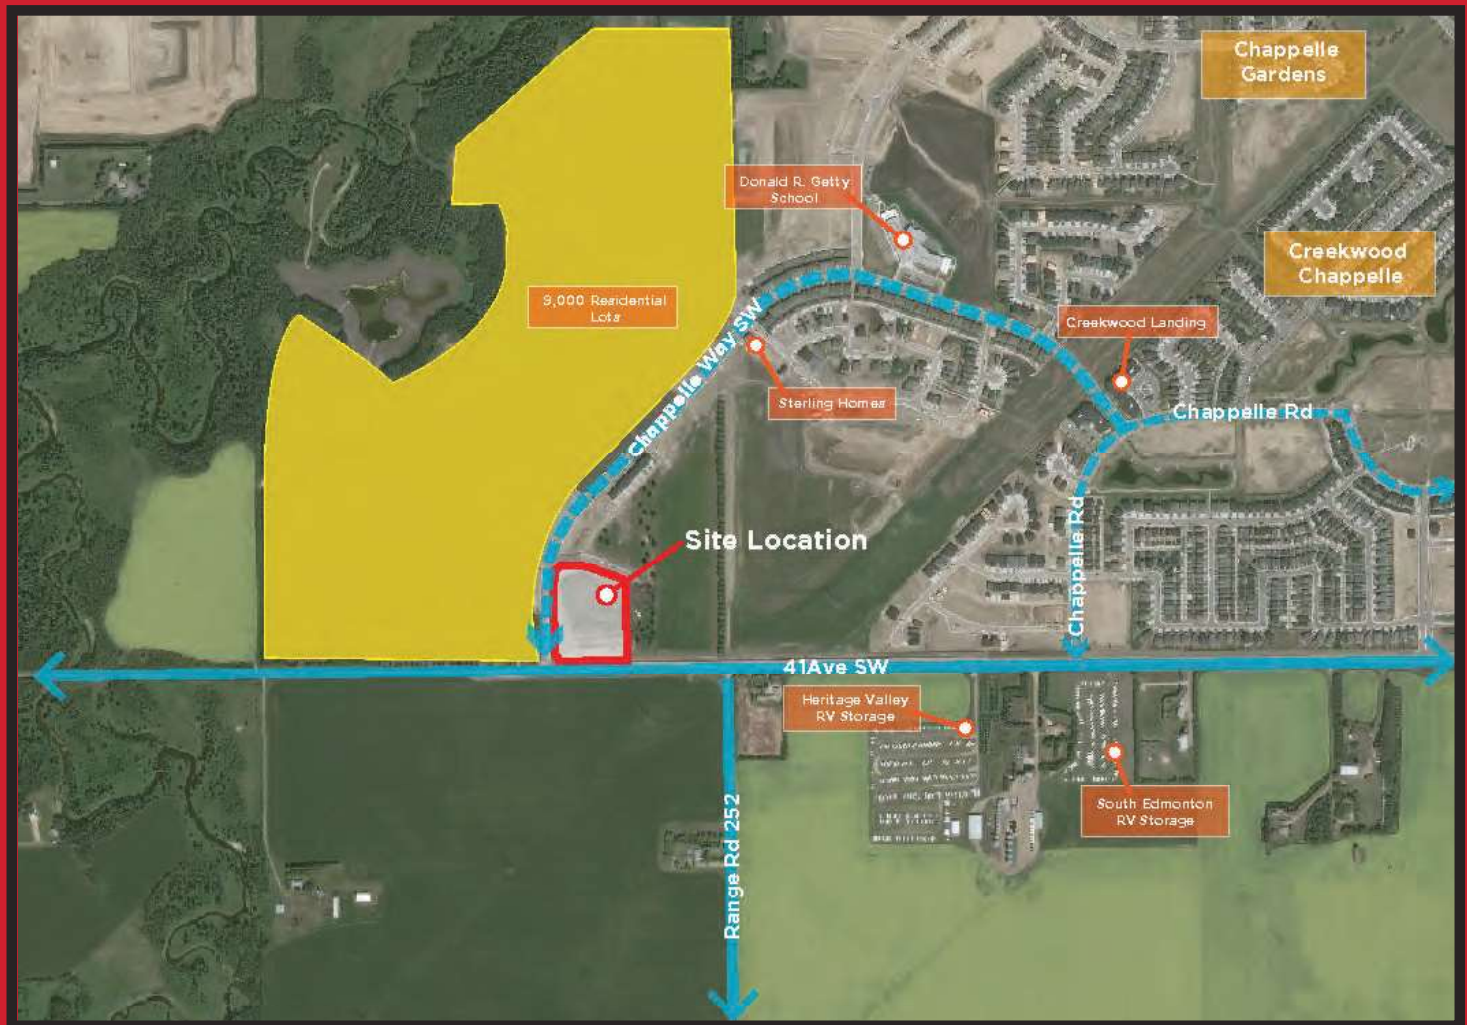 Chappelle
Gardens
Donald R. Getty
School
Creekwood
Chappelle
9,000 Residential
Lots
Creekwood Landing
Chappelle Way SW
Sterling Homes
Chappelle Rd
Site Location
Chappelle Rd
41Ave SW
Heritage Valley
RV Storage
South Edmonton
RV Storage
Range Rd 252